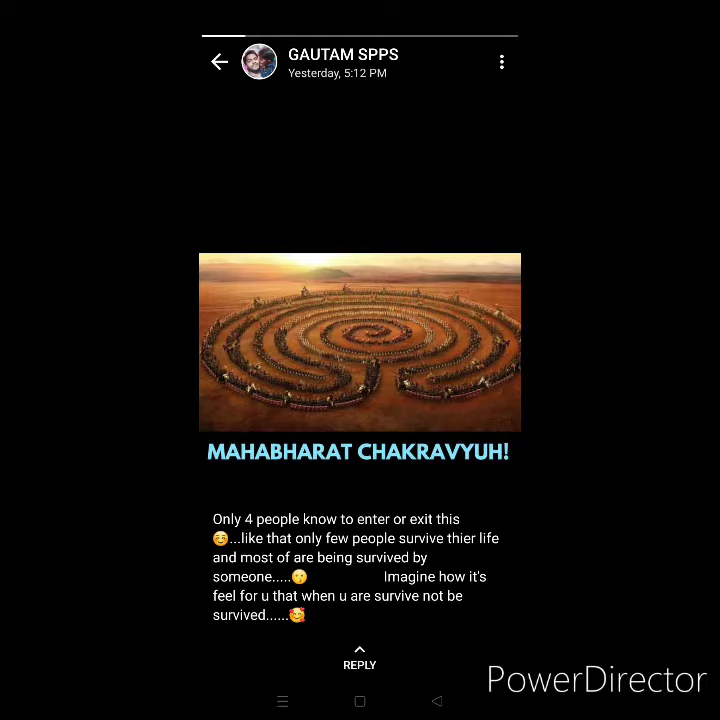 GAUTAM SPPS
Yesterday, 5:12 PM
MAHABHARAT CHAKRAVYUH!
Only 4 people know to enter or exit this
☺️...like that only few people survive thier life
and most of are being survived by
someone.....🤫 Imagine how it's
feel for u that when u are survive not be
survived......🥰
REPLY
PowerDirector